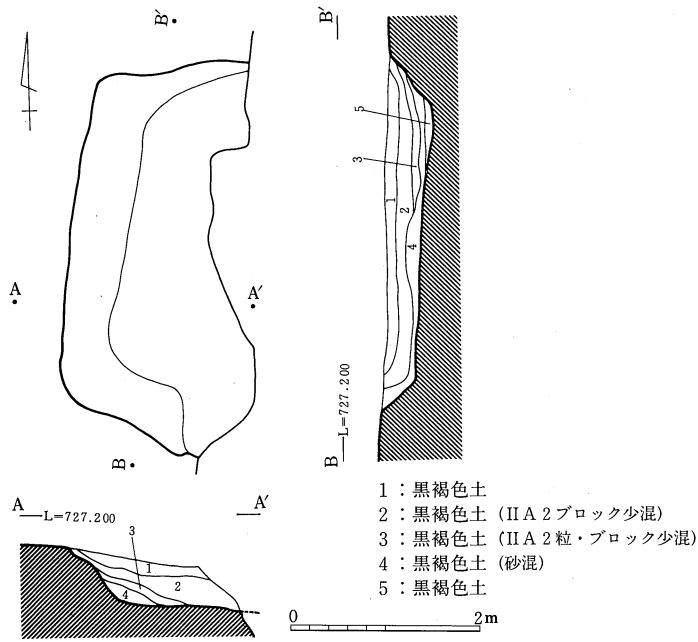 B′
B′
5
3
1
2
4
A
A′
B
B
L=727.200
A
L=727.200
A′
3
1
2
4
1：黒褐色土
2：黒褐色土 (ⅡA2ブロック少混)
3：黒褐色土 (ⅡA2粒・ブロック少混)
4：黒褐色土 (砂混)
5：黒褐色土
0
2m